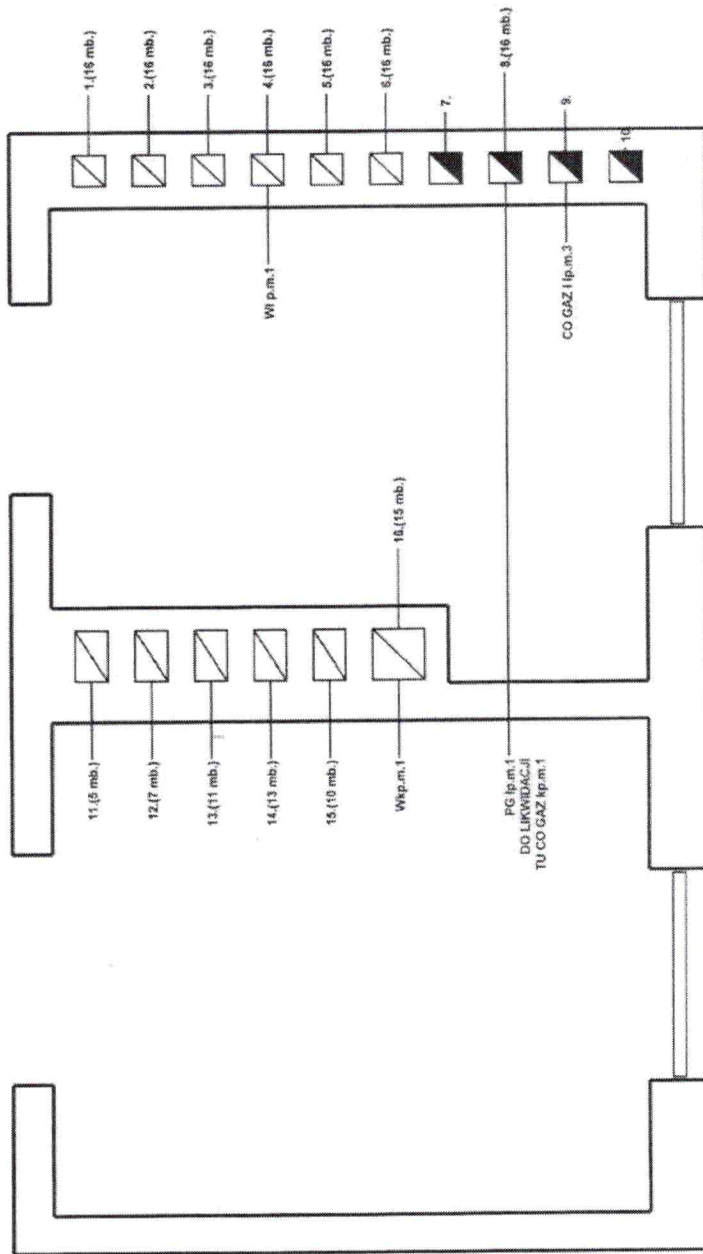 1.(16 mb.)
2.(16 mb.)
3.(16 mb.)
4.(16 mb.)
5.(16 mb.)
6.(16 mb.)
7.
8.(16 mb.)
9.
10.
Wł p.m.1
CO GAZ I łp.m.3
16.(15 mb.)
11.(5 mb.)
12.(7 mb.)
13.(11 mb.)
14.(13 mb.)
15.(10 mb.)
Wkp.m.1
PG łp.m.1
DO LIKWIDACJI
TU CO GAZ kp.m.1